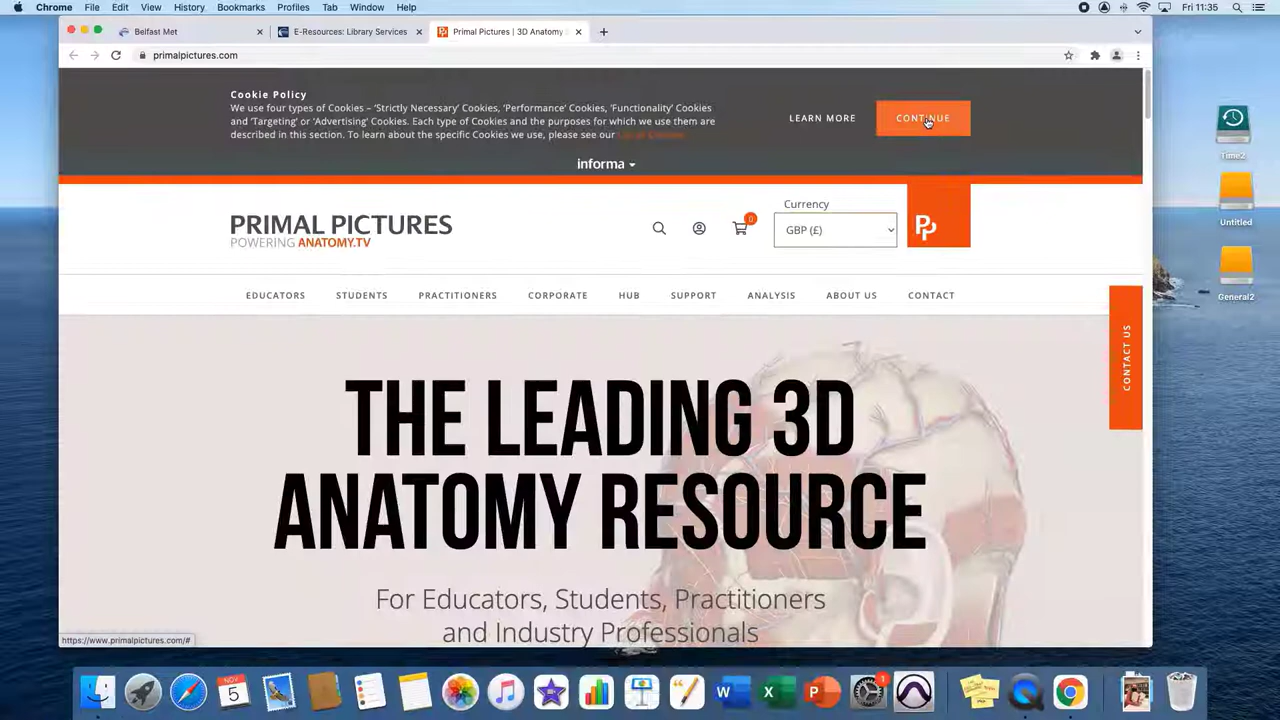 Chrome File Edit View History Bookmarks Profiles Tab Window Help Fri 11:35
Belfast Met E-Resources: Library Services Primal Pictures | 3D Anatomy
primalpictures.com
Cookie Policy
We use four types of Cookies – 'Strictly Necessary' Cookies, 'Performance' Cookies, 'Functionality' Cookies
and 'Targeting' or 'Advertising' Cookies. Each type of Cookies and the purposes for which we use them are
described in this section. To learn about the specific Cookies we use, please see our
LEARN MORE CONTINUE
informa
PRIMAL PICTURES
POWERING ANATOMY.TV
0
Currency
GBP (£)
Pp
EDUCATORS STUDENTS PRACTITIONERS CORPORATE HUB SUPPORT ANALYSIS ABOUT US CONTACT
CONTACT US
THE LEADING 3D
ANATOMY RESOURCE
For Educators, Students, Practitioners
and Industry Professionals
https://www.primalpictures.com/#
Time2
Untitled
General2
NOV
5
W X P
1